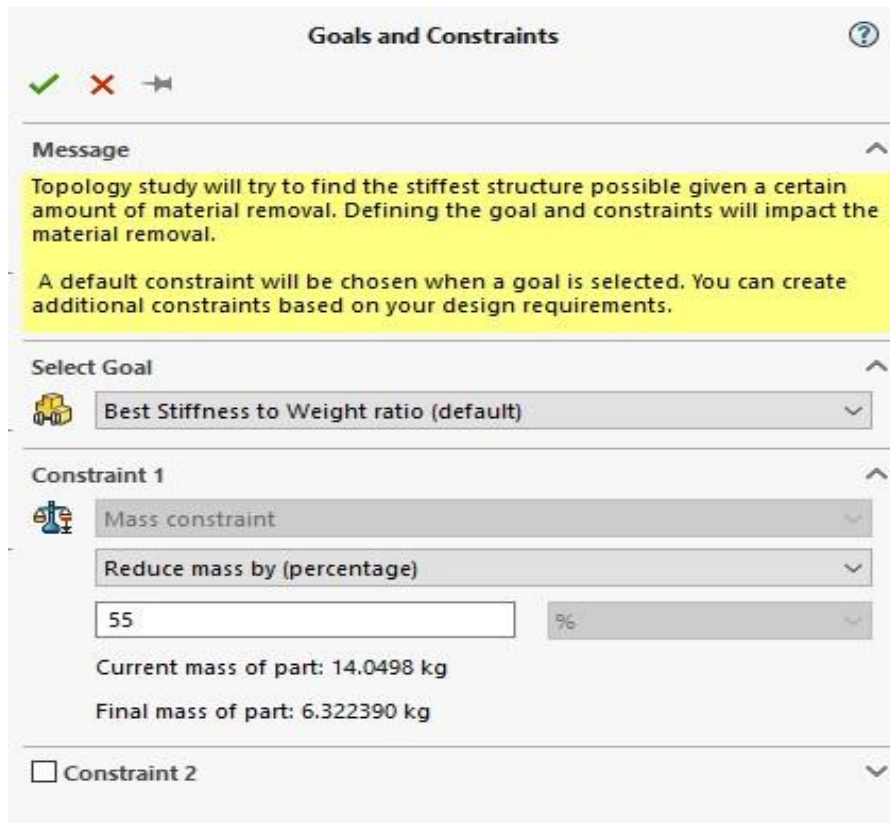 Goals and Constraints
Message
Topology study will try to find the stiffest structure possible given a certain
amount of material removal. Defining the goal and constraints will impact the
material removal.
A default constraint will be chosen when a goal is selected. You can create
additional constraints based on your design requirements.
Select Goal
Best Stiffness to Weight ratio (default)
Constraint 1
Mass constraint
Reduce mass by (percentage)
55 %
Current mass of part: 14.0498 kg
Final mass of part: 6.322390 kg
Constraint 2